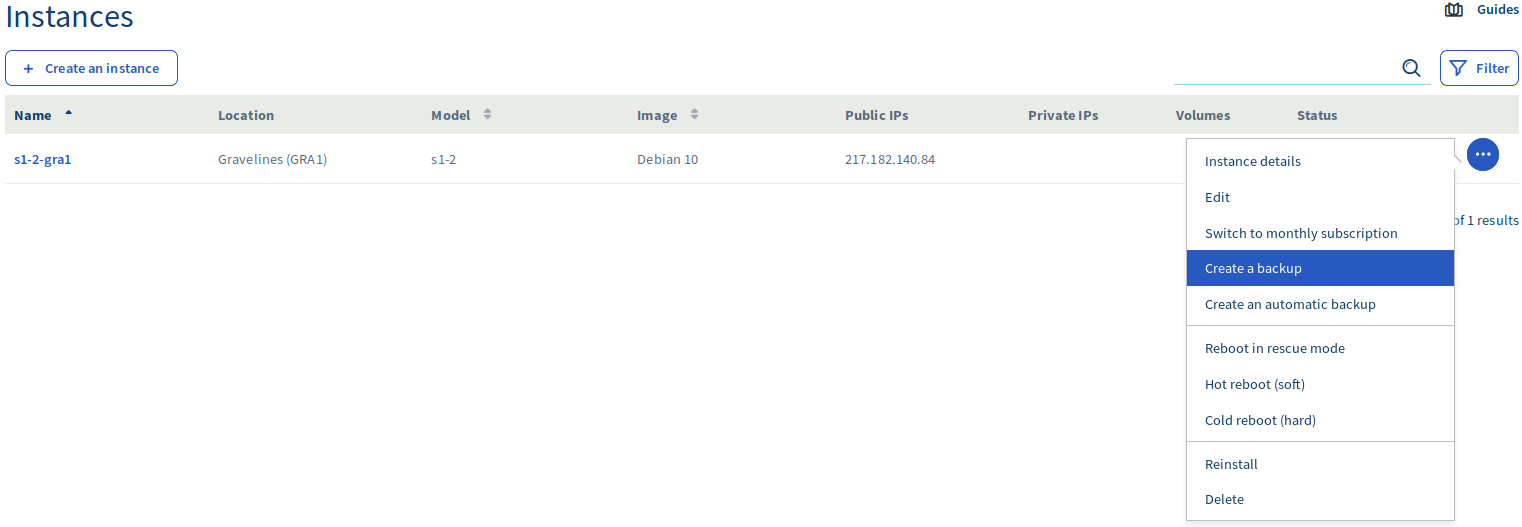 Instances
Guides
+ Create an instance
Filter
Name Location Model Image Public IPs Private IPs Volumes Status
s1-2-gra1 Gravelines (GRA1) s1-2 Debian 10 217.182.140.84
Instance details
Edit
of 1 results
Switch to monthly subscription
Create a backup
Create an automatic backup
Reboot in rescue mode
Hot reboot (soft)
Cold reboot (hard)
Reinstall
Delete